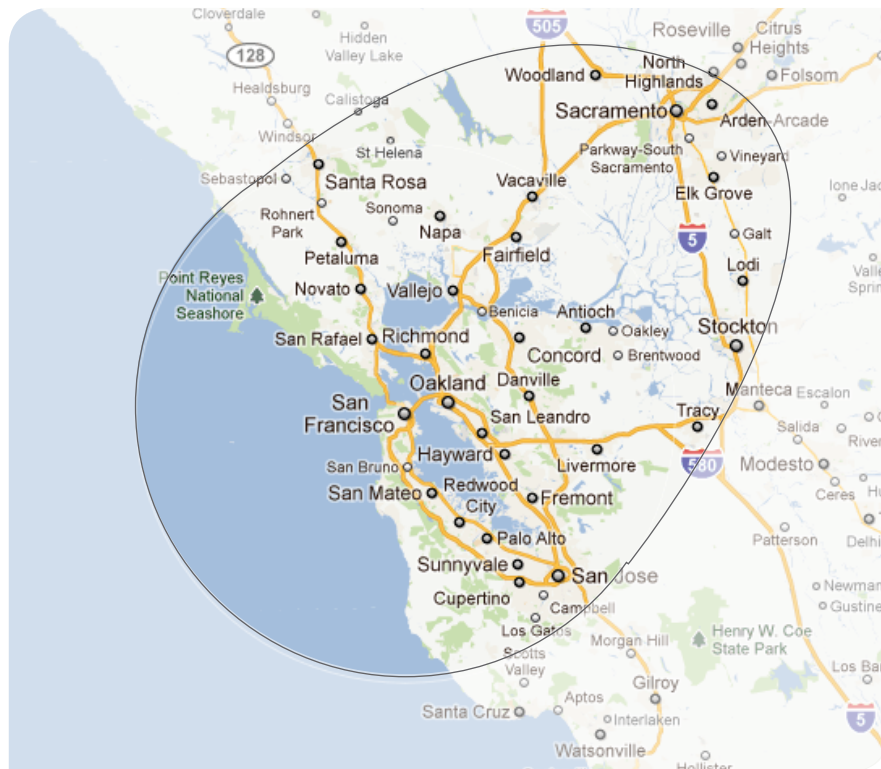 Cloverdale
Hidden
Valley Lake
505
Roseville
Citrus
Heights
128
Woodland
North
Highlands
Folsom
Healdsburg
Calistoga
Sacramento
Arden-Arcade
Windsor
St Helena
Parkway-South
Sacramento
Vineyard
Sebastopol
Santa Rosa
Vacaville
Elk Grove
Ione
Rohnert
Park
Sonoma
Napa
Petaluma
Fairfield
5
Galt
Point Reyes
National
Seashore
Novato
Vallejo
Lodi
Benicia
Antioch
Oakley
San Rafael
Richmond
Concord
Brentwood
Stockton
Oakland
Danville
Manteca
Escalon
San
Francisco
San Leandro
Tracy
Salida
Hayward
Livermore
580
Modesto
San Bruno
San Mateo
Redwood
City
Fremont
Ceres
Palo Alto
Patterson
Sunnyvale
San Jose
Cupertino
Campbell
Los Gatos
Gustine
Henry W. Coe
State Park
Morgan Hill
Scotts
Valley
Gilroy
Aptos
Santa Cruz
Interlaken
5
Watsonville
Hollister